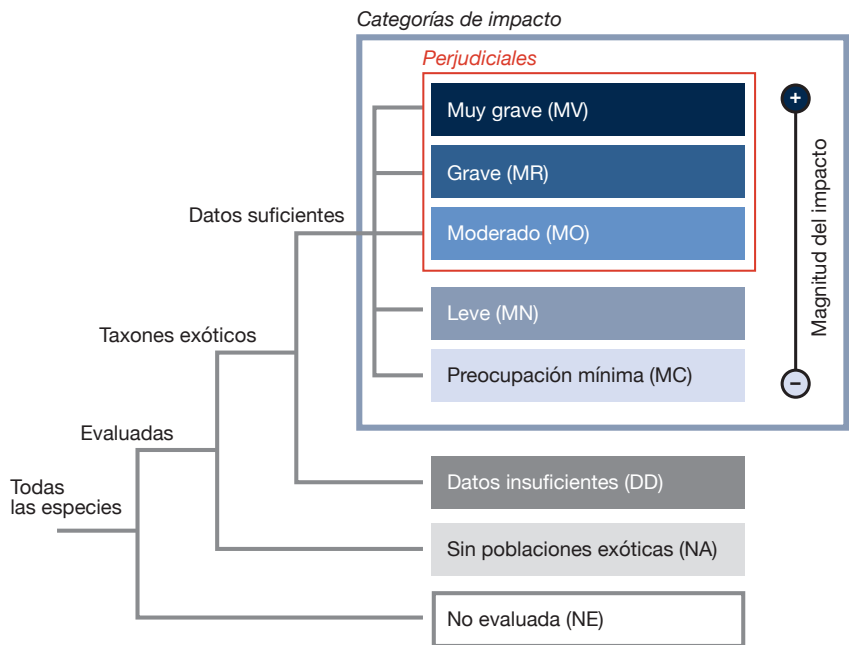 Categorías de impacto
Perjudiciales
Muy grave (MV)
Grave (MR)
Moderado (MO)
Leve (MN)
Preocupación mínima (MC)
+
Magnitud del impacto
−
Datos suficientes
Taxones exóticos
Evaluadas
Todas
las especies
Datos insuficientes (DD)
Sin poblaciones exóticas (NA)
No evaluada (NE)